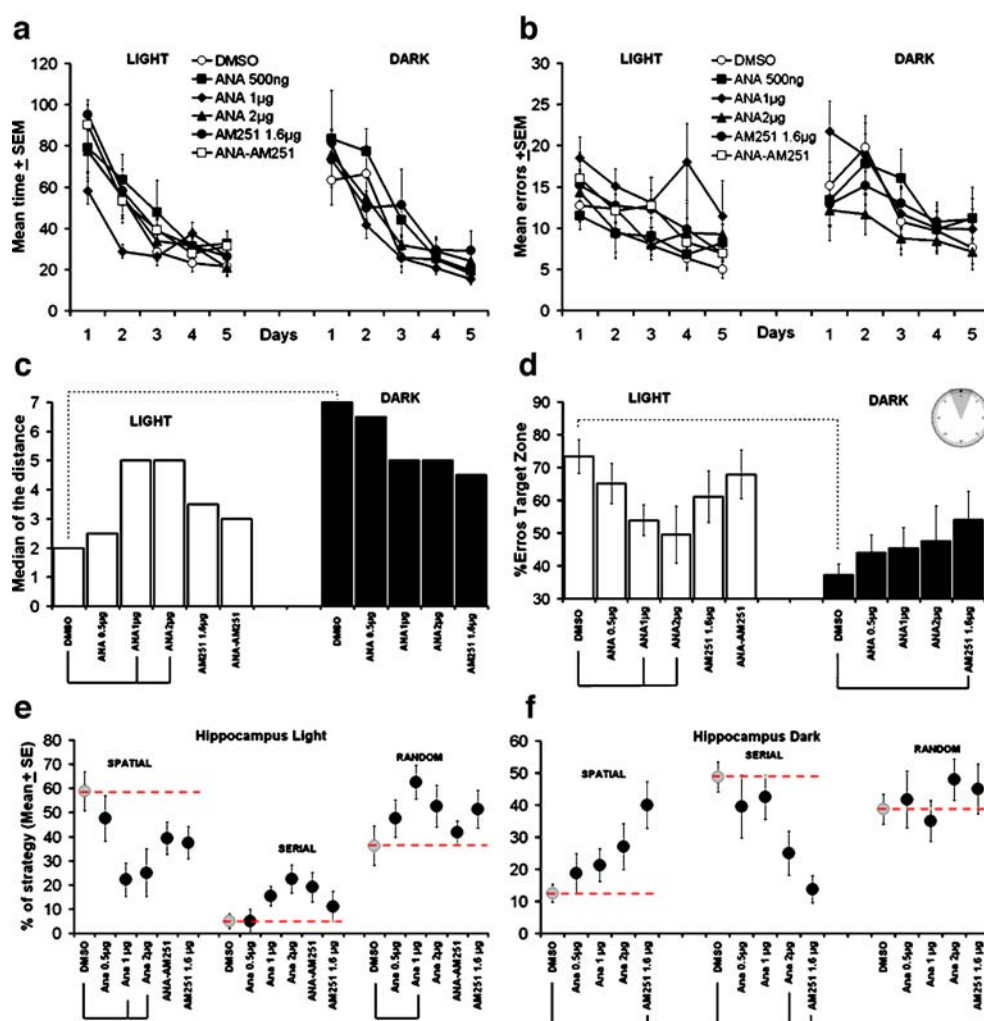 a
LIGHT
DARK
DMSO
ANA 500ng
ANA 1µg
ANA 2µg
AM251 1.6µg
ANA-AM251
Mean time ± SEM
120
100
80
60
40
20
0
1 2 3 4 5 Days 1 2 3 4 5
b
LIGHT
DARK
DMSO
ANA 500ng
ANA1µg
ANA2µg
AM251 1.6µg
ANA-AM251
Mean errors ±SEM
30
25
20
15
10
5
0
1 2 3 4 5 Days 1 2 3 4 5
c
LIGHT
DARK
Median of the distance
7
6
5
4
3
2
1
0
DMSO
ANA 0.5µg
ANA1µg
ANA2µg
AM251 1.6µg
ANA-AM251
DMSO
ANA 0.5µg
ANA1µg
ANA2µg
AM251 1.6µg
d
LIGHT
DARK
%Erros Target Zone
90%
80
70
60
50
40
30
DMSO
ANA 0.5µg
ANA1µg
ANA2µg
AM251 1.6µg
ANA-AM251
DMSO
ANA 0.5µg
ANA1µg
ANA2µg
AM251 1.6µg
e
Hippocampus Light
SPATIAL
SERIAL
RANDOM
% of strategy (Mean± SE)
80
70
60
50
40
30
20
10
0
DMSO
Ana 0.5µg
Ana 1 µg
Ana 2µg
ANA-AM251
AM251 1.6 µg
DMSO
Ana 0.5µg
Ana 1 µg
Ana 2µg
ANA-AM251
AM251 1.6 µg
DMSO
Ana 0.5µg
Ana 1 µg
Ana 2µg
ANA-AM251
AM251 1.6 µg
f
Hippocampus Dark
SPATIAL
SERIAL
RANDOM
60
50
40
30
20
10
0
DMSO
Ana 0.5µg
Ana 1 µg
Ana 2µg
AM251 1.6 µg
DMSO
Ana 0.5µg
Ana 1 µg
Ana 2µg
AM251 1.6 µg
DMSO
Ana 0.5µg
Ana 1 µg
Ana 2µg
AM251 1.6 µg